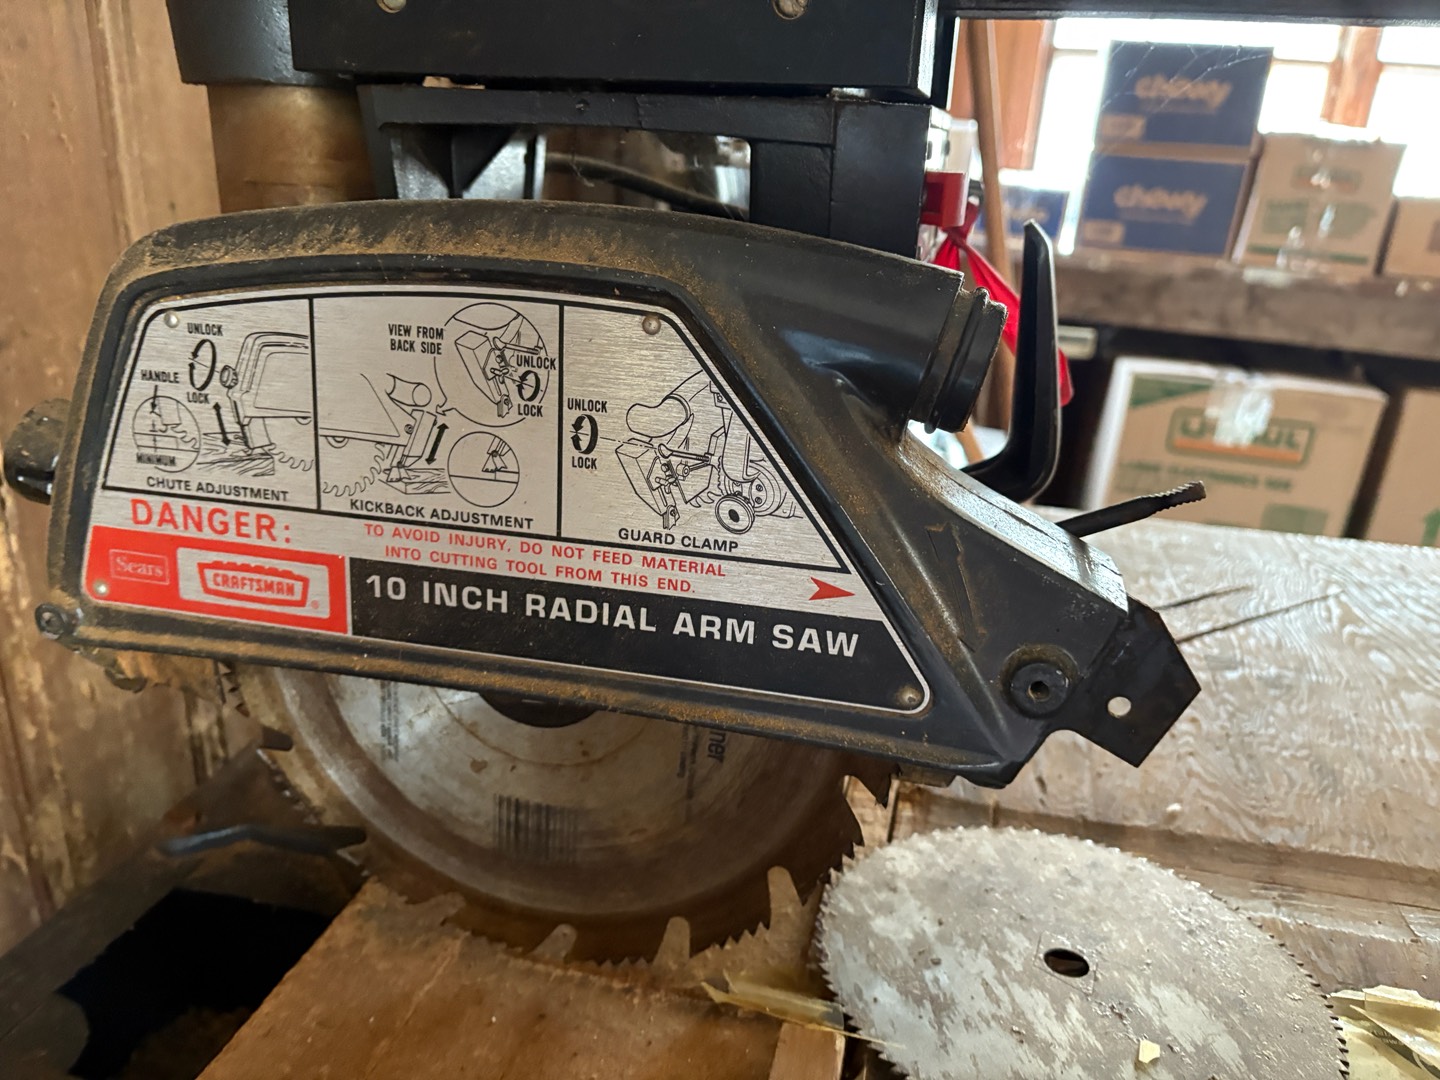 chewy
chewy
UNLOCK
LOCK
HANDLE
MINIMUM
CHUTE ADJUSTMENT
VIEW FROM
BACK SIDE
UNLOCK
LOCK
KICKBACK ADJUSTMENT
UNLOCK
LOCK
GUARD CLAMP
DANGER:
TO AVOID INJURY, DO NOT FEED MATERIAL
INTO CUTTING TOOL FROM THIS END.
Sears
CRAFTSMAN
®
10 INCH RADIAL ARM SAW